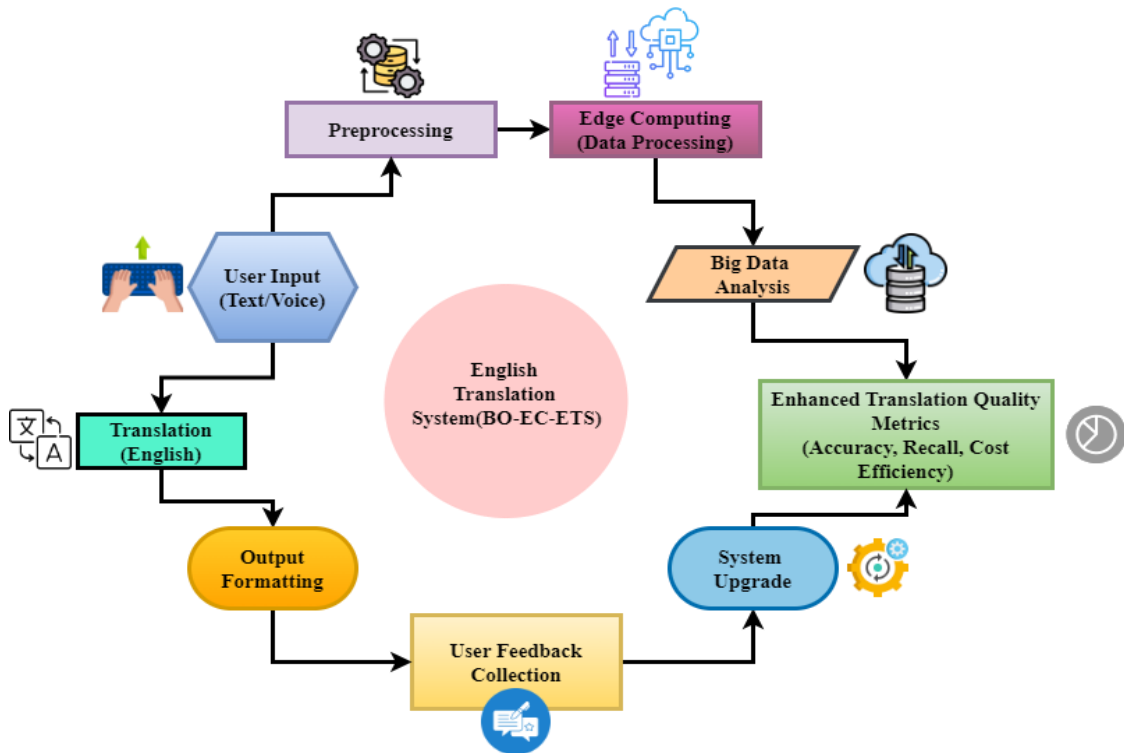 Preprocessing
Edge Computing
(Data Processing)
User Input
(Text/Voice)
Big Data
Analysis
English
Translation
System(BO-EC-ETS)
Translation
(English)
文
A
Enhanced Translation Quality
Metrics
(Accuracy, Recall, Cost
Efficiency)
Output
Formatting
System
Upgrade
User Feedback
Collection